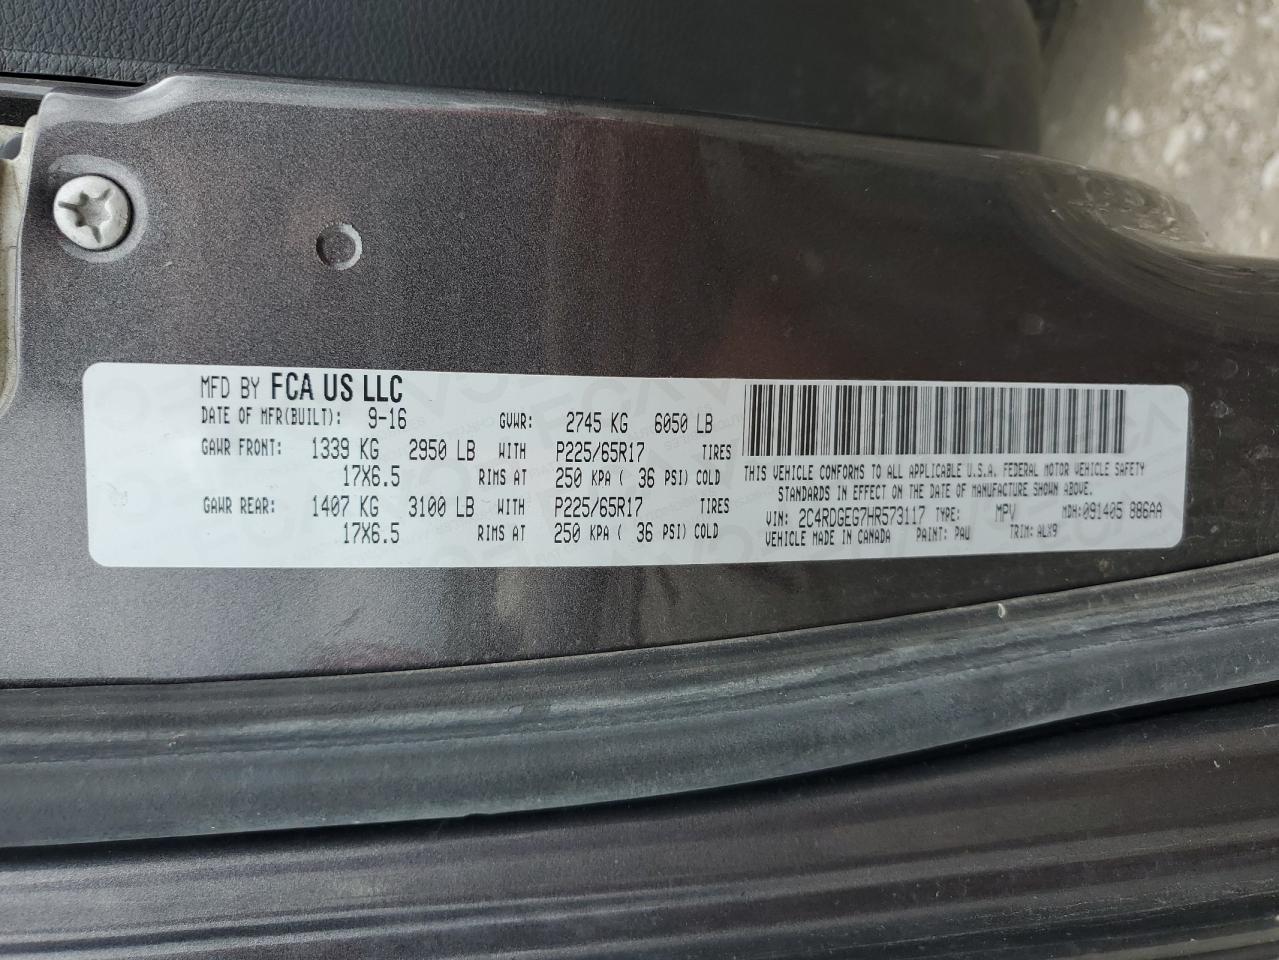 MFD BY FCA US LLC
DATE OF MFR(BUILT): 9-16 GVWR: 2745 KG 6050 LB
GAWR FRONT: 1339 KG 2950 LB WITH P225/65R17 TIRES
17X6.5 RIMS AT 250 KPA ( 36 PSI) COLD
GAWR REAR: 1407 KG 3100 LB WITH P225/65R17 TIRES
17X6.5 RIMS AT 250 KPA ( 36 PSI) COLD
THIS VEHICLE CONFORMS TO ALL APPLICABLE U.S.A. FEDERAL MOTOR VEHICLE SAFETY
STANDARDS IN EFFECT ON THE DATE OF MANUFACTURE SHOWN ABOVE.
VIN: 2C4RDGEG7HR573117 TYPE: MPV MDH:091405 886AA
VEHICLE MADE IN CANADA PAINT: PAU TRIM: ALX9